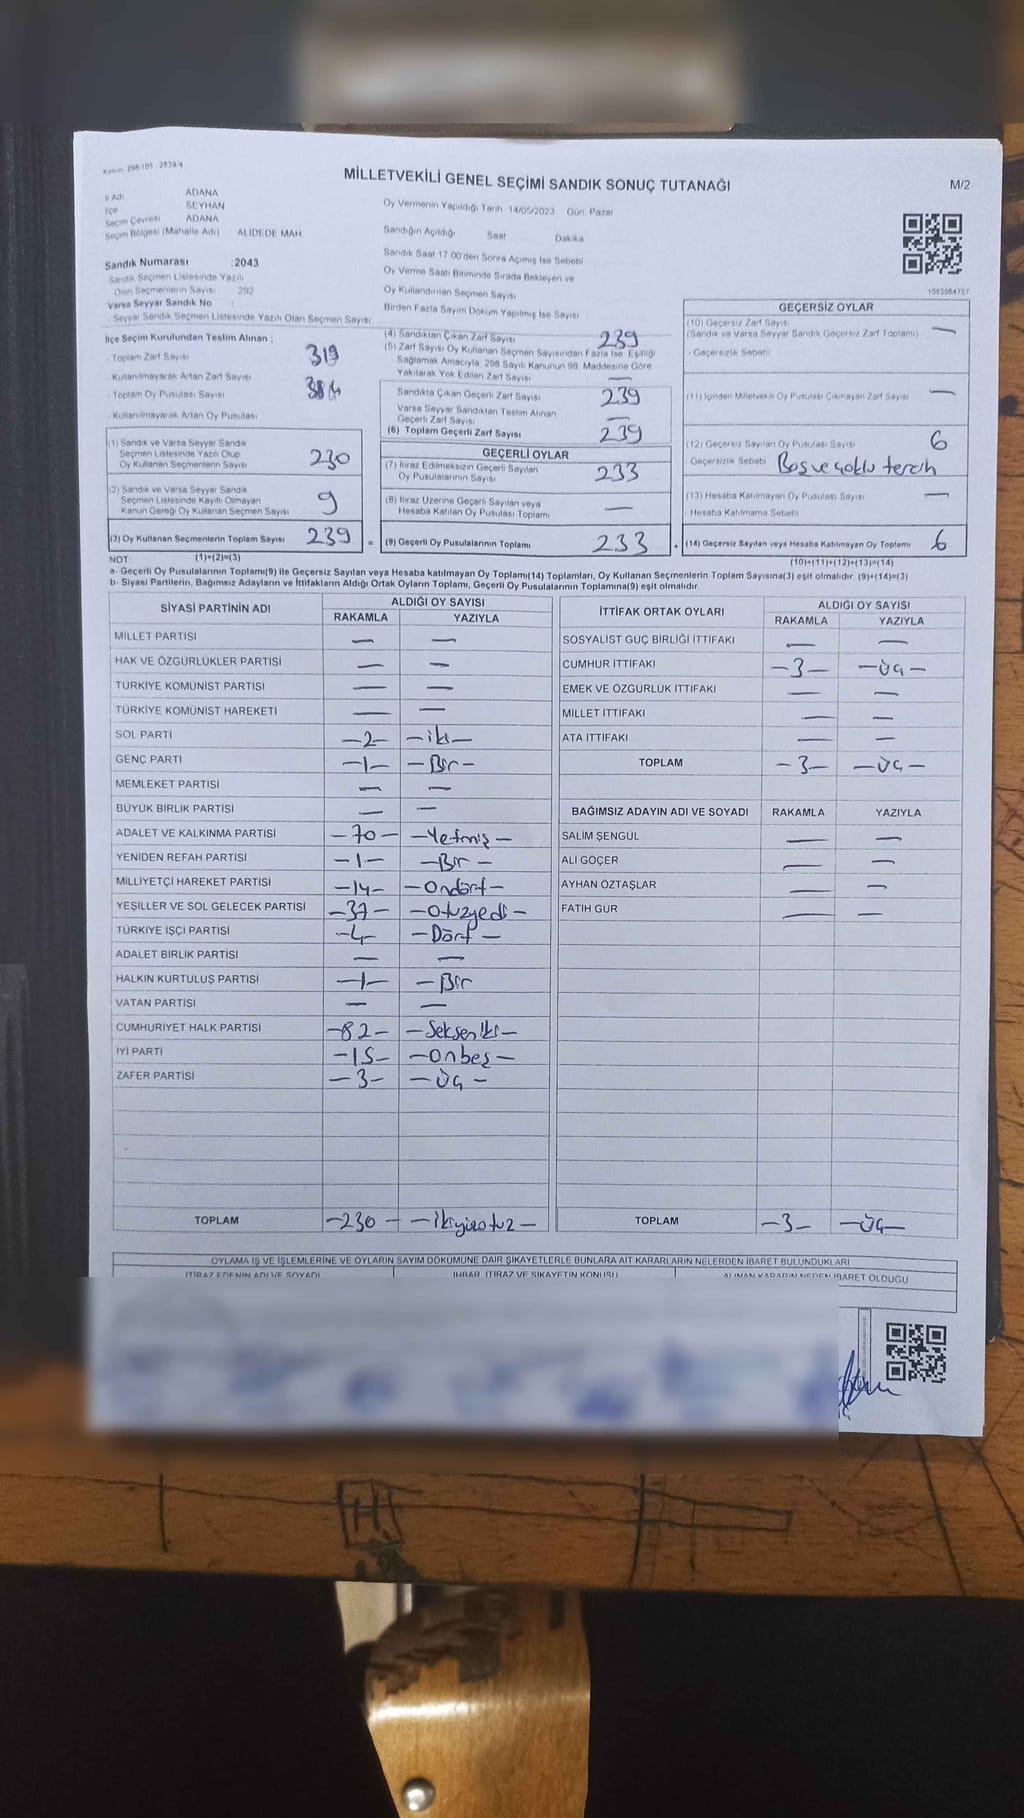 Kanun 298/105 : 2839/4
MİLLETVEKİLİ GENEL SEÇİMİ SANDIK SONUÇ TUTANAĞI
M/2
İl Adı ADANA
İlçe SEYHAN
Seçim Çevresi ADANA
Seçim Bölgesi (Mahalle Adı) ALİDEDE MAH.
Sandık Numarası :2043
Sandık Seçmen Listesinde Yazılı
Olan Seçmenlerin Sayısı 292
Varsa Seyyar Sandık No :
Seyyar Sandık Seçmen Listesinde Yazılı Olan Seçmen Sayısı
Oy Vermenin Yapıldığı Tarih 14/05/2023 Gün: Pazar
Sandığın Açıldığı Saat Dakika
Sandık Saat 17:00'den Sonra Açılmış İse Sebebi
Oy Verme Saati Bitiminde Sırada Bekleyen ve
Oy Kullandırılan Seçmen Sayısı
Birden Fazla Sayım Döküm Yapılmış İse Sayısı
1083564757
İlçe Seçim Kurulundan Teslim Alınan ;
- Toplam Zarf Sayısı 319
- Kullanılmayarak Artan Zarf Sayısı
- Toplam Oy Pusulası Sayısı
- Kullanılmayarak Artan Oy Pusulası
(1) Sandık ve Varsa Seyyar Sandık
Seçmen Listesinde Yazılı Olup
Oy Kullanan Seçmenlerin Sayısı 230
(2) Sandık ve Varsa Seyyar Sandık
Seçmen Listesinde Kayıtlı Olmayan
Kanun Gereği Oy Kullanan Seçmen Sayısı 9
(3) Oy Kullanan Seçmenlerin Toplam Sayısı 239 =
(1)+(2)=(3)
(4) Sandıktan Çıkan Zarf Sayısı 239
(5) Zarf Sayısı Oy Kullanan Seçmen Sayısından Fazla İse, Eşitliği
Sağlamak Amacıyla, 298 Sayılı Kanunun 98. Maddesine Göre
Yakılarak Yok Edilen Zarf Sayısı —
Sandıkta Çıkan Geçerli Zarf Sayısı 239
Varsa Seyyar Sandıktan Teslim Alınan
Geçerli Zarf Sayısı —
(6) Toplam Geçerli Zarf Sayısı 239
GEÇERLİ OYLAR
(7) İtiraz Edilmeksizin Geçerli Sayılan
Oy Pusulalarının Sayısı 233
(8) İtiraz Üzerine Geçerli Sayılan veya
Hesaba Katılan Oy Pusulası Toplamı —
(9) Geçerli Oy Pusulalarının Toplamı 233 +
GEÇERSİZ OYLAR
(10) Geçersiz Zarf Sayısı
(Sandık ve Varsa Seyyar Sandık Geçersiz Zarf Toplamı) —
- Geçersizlik Sebebi
(11) İçinden Milletvekili Oy Pusulası Çıkmayan Zarf Sayısı —
(12) Geçersiz Sayılan Oy Pusulası Sayısı 6
- Geçersizlik Sebebi Boş ve çoklu tercih
(13) Hesaba Katılmayan Oy Pusulası Sayısı —
- Hesaba Katılmama Sebebi
(14) Geçersiz Sayılan veya Hesaba Katılmayan Oy Toplamı 6
(10)+(11)+(12)+(13)=(14)
NOT:
a- Geçerli Oy Pusulalarının Toplamı(9) ile Geçersiz Sayılan veya Hesaba katılmayan Oy Toplamı(14) Toplamları, Oy Kullanan Seçmenlerin Toplam Sayısına(3) eşit olmalıdır. (9)+(14)=(3)
b- Siyasi Partilerin, Bağımsız Adayların ve İttifakların Aldığı Ortak Oyların Toplamı, Geçerli Oy Pusulalarının Toplamına(9) eşit olmalıdır.
SİYASİ PARTİNİN ADI ALDIĞI OY SAYISI
RAKAMLA YAZIYLA
MİLLET PARTİSİ — —
HAK VE ÖZGÜRLÜKLER PARTİSİ — —
TÜRKİYE KOMÜNİST PARTİSİ — —
TÜRKİYE KOMÜNİST HAREKETİ — —
SOL PARTİ —2— —iki—
GENÇ PARTİ —1— —Bir—
MEMLEKET PARTİSİ — —
BÜYÜK BİRLİK PARTİSİ — —
ADALET VE KALKINMA PARTİSİ —70— —Yetmiş—
YENİDEN REFAH PARTİSİ —1— —Bir—
MİLLİYETÇİ HAREKET PARTİSİ —14— —Ondört—
YEŞİLLER VE SOL GELECEK PARTİSİ —37— —Otuzyedi—
TÜRKİYE İŞÇİ PARTİSİ —4— —Dört—
ADALET BİRLİK PARTİSİ — —
HALKIN KURTULUŞ PARTİSİ —1— —Bir
VATAN PARTİSİ — —
CUMHURİYET HALK PARTİSİ —82— —Seksen iki—
İYİ PARTİ —15— —Onbeş—
ZAFER PARTİSİ —3— —Üç—
TOPLAM —230— —İkiyüzotuz—
İTTİFAK ORTAK OYLARI ALDIĞI OY SAYISI
RAKAMLA YAZIYLA
SOSYALİST GÜÇ BİRLİĞİ İTTİFAKI — —
CUMHUR İTTİFAKI —3— —Üç—
EMEK VE ÖZGÜRLÜK İTTİFAKI — —
MİLLET İTTİFAKI — —
ATA İTTİFAKI — —
TOPLAM —3— —Üç—
BAĞIMSIZ ADAYIN ADI VE SOYADI RAKAMLA YAZIYLA
SALİM ŞENGÜL — —
ALİ GÖÇER — —
AYHAN ÖZTAŞLAR — —
FATİH GÜR — —
TOPLAM —3— —Üç—
OYLAMA İŞ VE İŞLEMLERİNE VE OYLARIN SAYIM DÖKÜMÜNE DAİR ŞİKAYETLERLE BUNLARA AİT KARARLARIN NELERDEN İBARET BULUNDUKLARI
İTİRAZ EDENİN ADI VE SOYADI İHBAR, İTİRAZ VE ŞİKAYETİN KONUSU ALINAN KARARIN NEDEN İBARET OLDUĞU
H